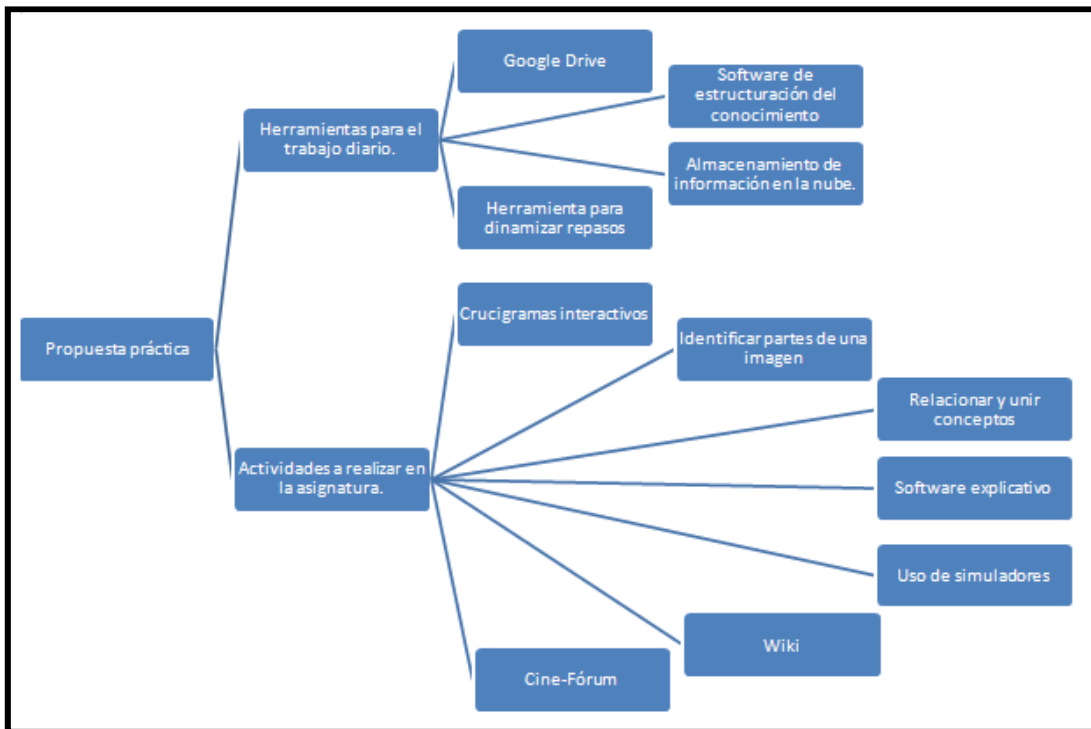 Google Drive
Software de
estructuración del
conocimiento
Herramientas para el
trabajo diario.
Almacenamiento de
información en la nube.
Herramienta para
dinamizar repasos
Propuesta práctica
Crucigramas interactivos
Identificar partes de una
imagen
Relacionar y unir
conceptos
Actividades a realizar en
la asignatura.
Software explicativo
Uso de simuladores
Wiki
Cine-Fórum